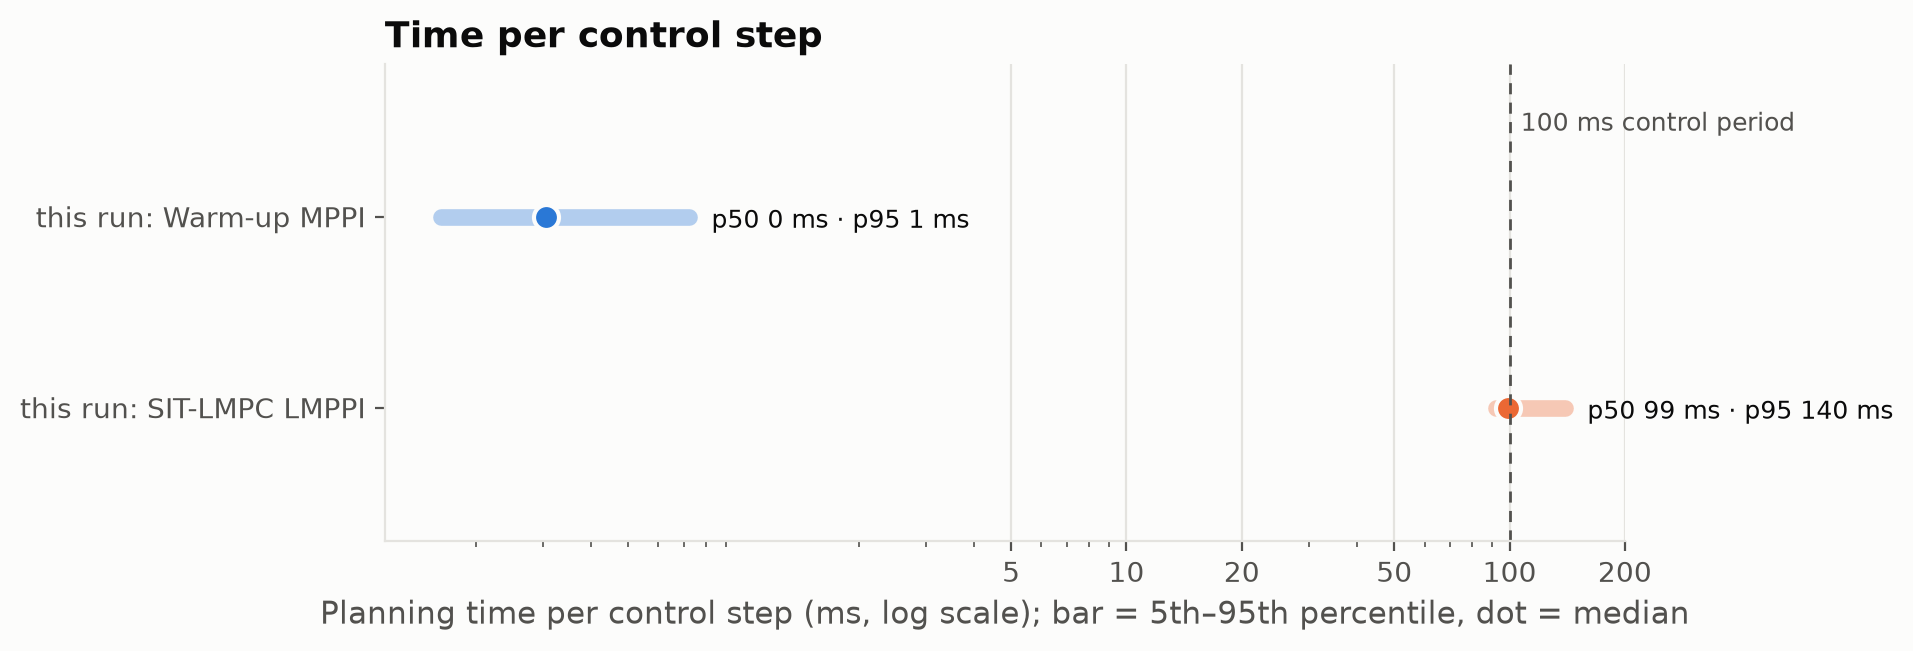 Time per control step
100 ms control period
this run: Warm-up MPPI
p50 0 ms · p95 1 ms
this run: SIT-LMPC LMPPI
p50 99 ms · p95 140 ms
5 10 20 50 100 200
Planning time per control step (ms, log scale); bar = 5th–95th percentile, dot = median